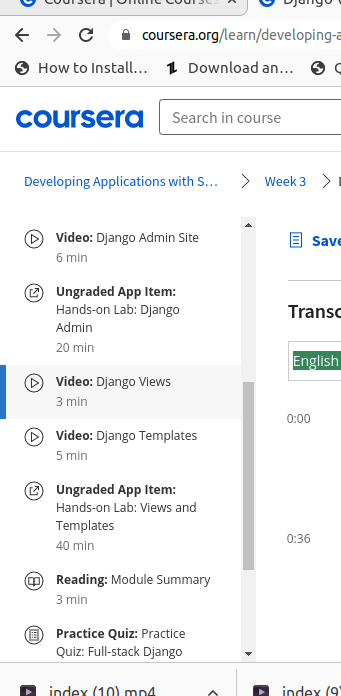 Coursera | Online Course
Django V
coursera.org/learn/developing-a
How to Install...
Download an...
coursera
Search in course
Developing Applications with S...
Week 3
Video: Django Admin Site
6 min
Ungraded App Item:
Hands-on Lab: Django
Admin
20 min
Video: Django Views
3 min
Video: Django Templates
5 min
Ungraded App Item:
Hands-on Lab: Views and
Templates
40 min
Reading: Module Summary
3 min
Practice Quiz: Practice
Quiz: Full-stack Django
Save
Transc
English
0:00
0:36
index (10).mp4
index (9)